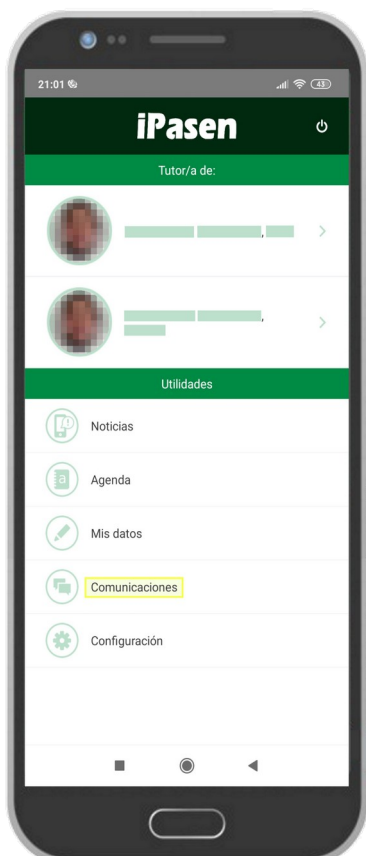 21:01
43
iPasen
Tutor/a de:
,
,
Utilidades
Noticias
a
Agenda
Mis datos
Comunicaciones
Configuración